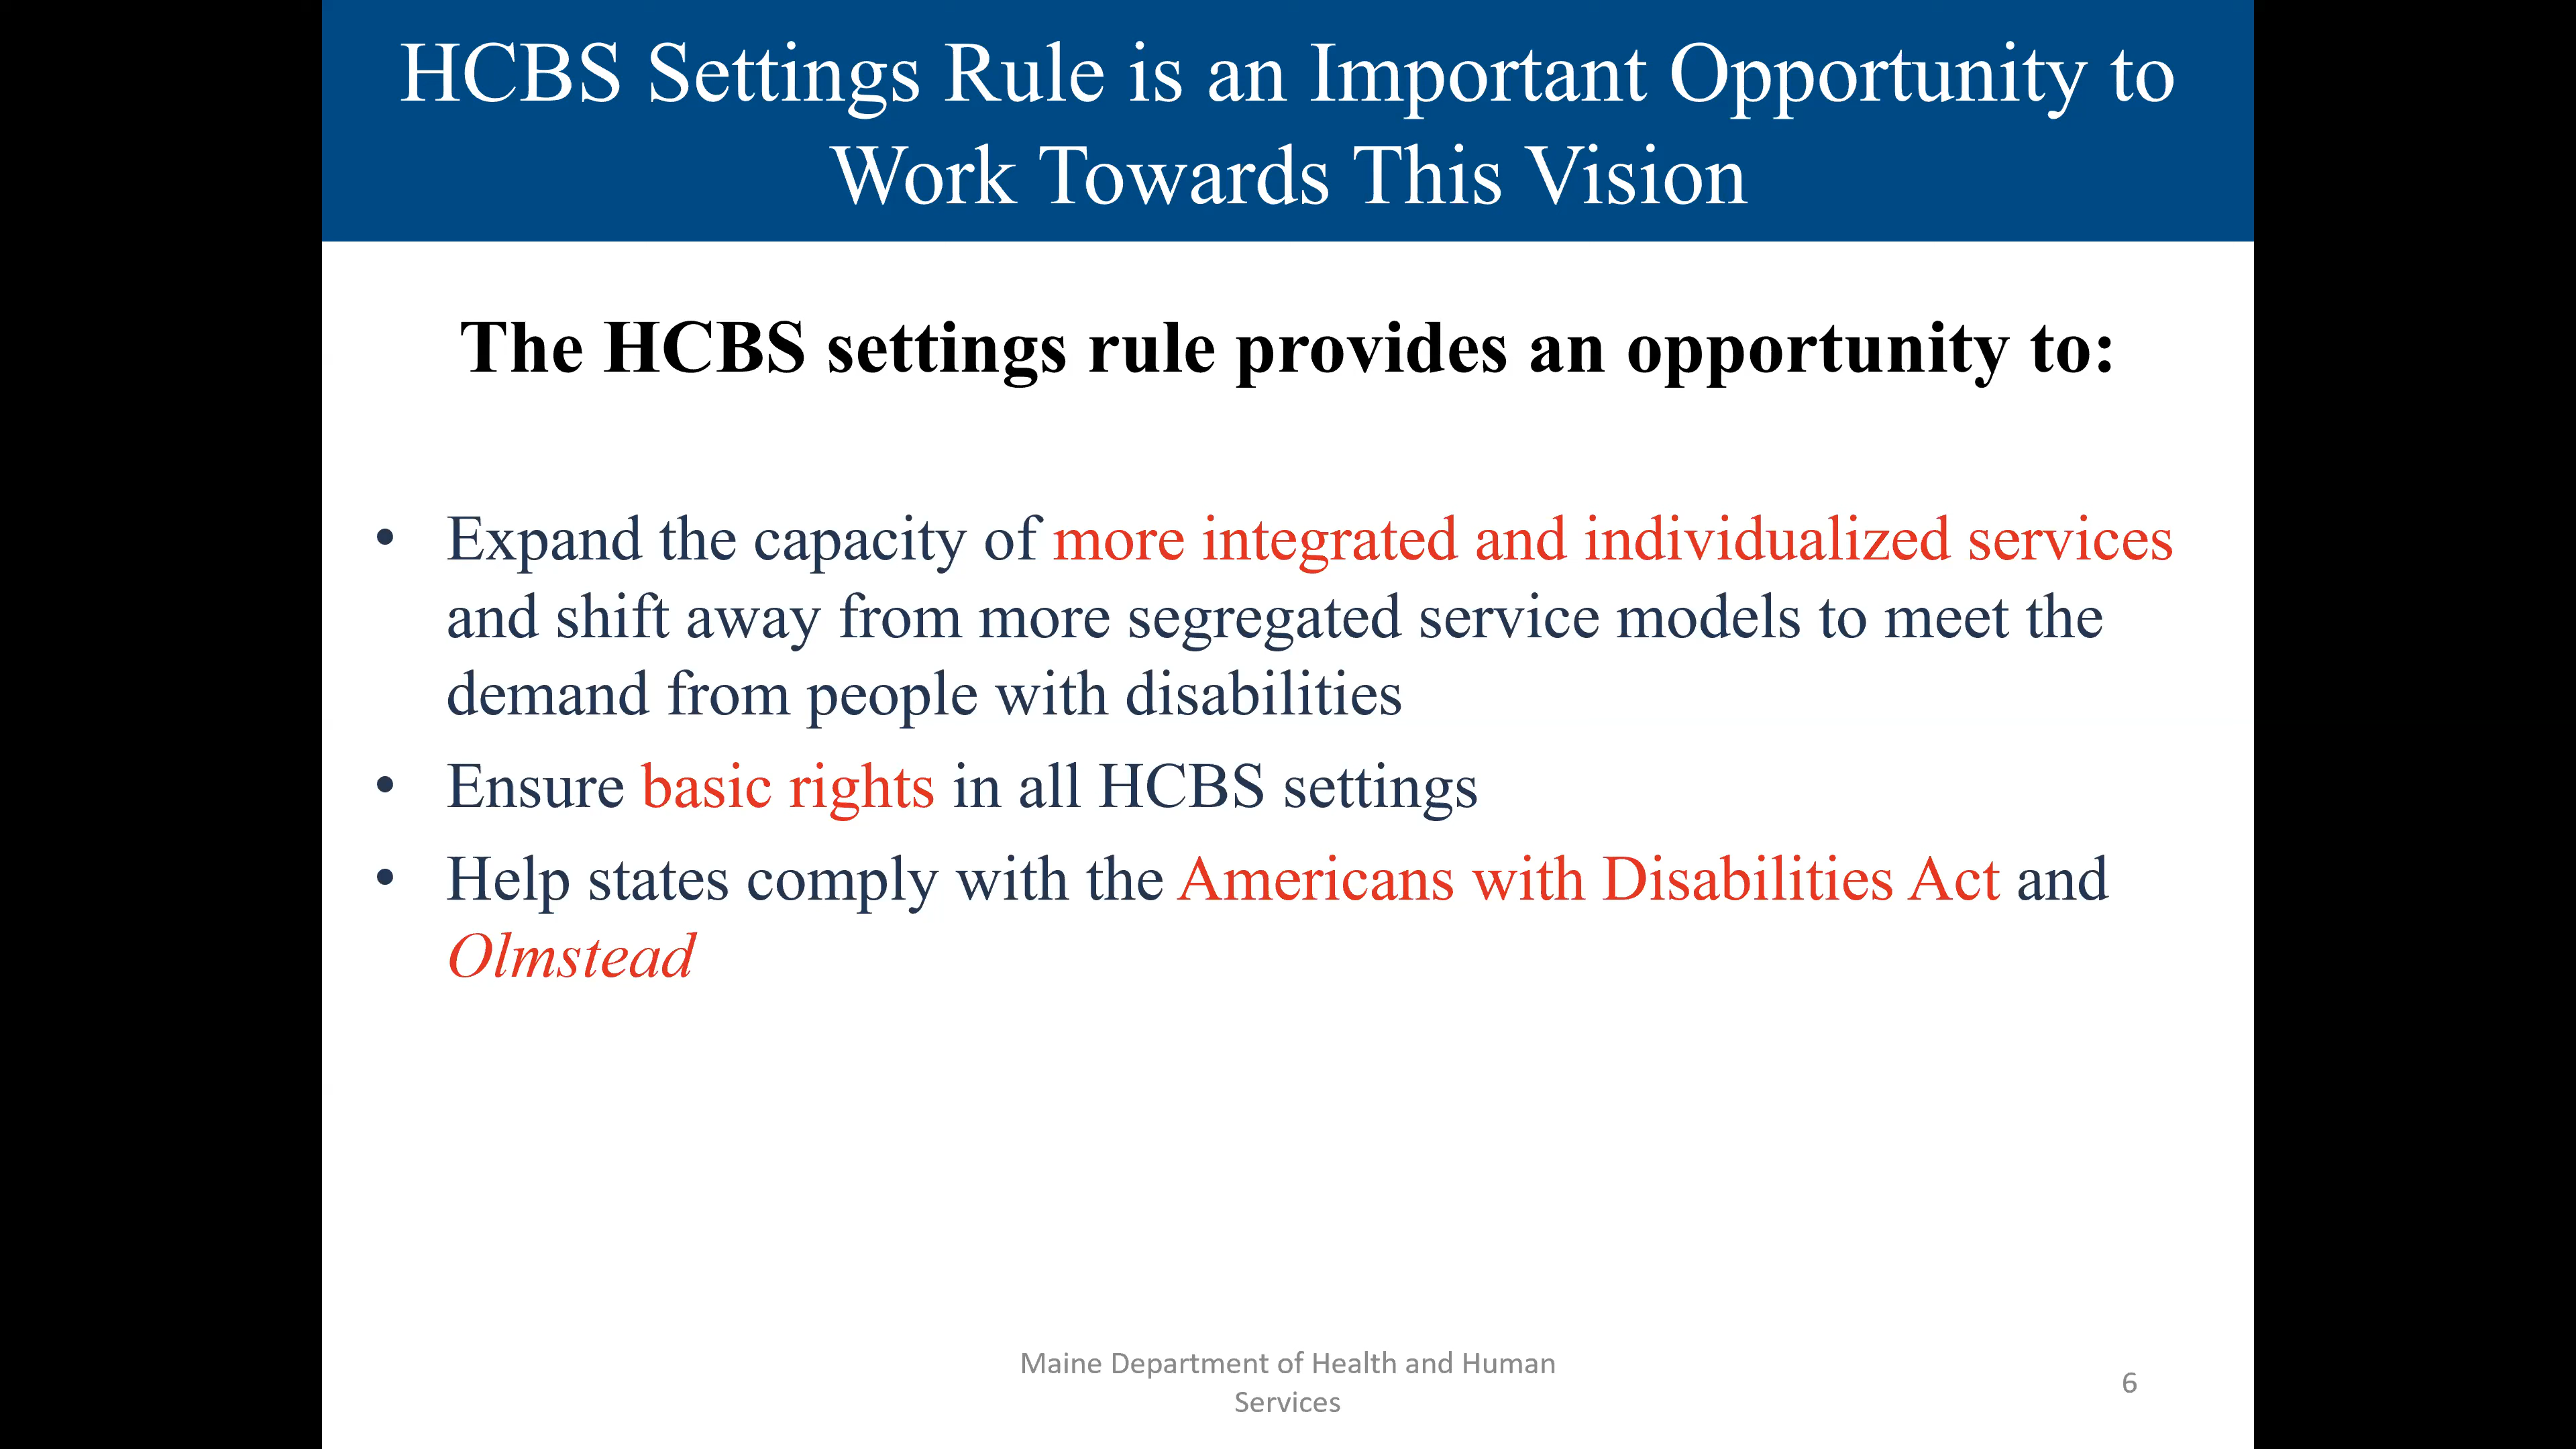 HCBS Settings Rule is an Important Opportunity to
Work Towards This Vision
The HCBS settings rule provides an opportunity to:
• Expand the capacity of more integrated and individualized services
and shift away from more segregated service models to meet the
demand from people with disabilities
• Ensure basic rights in all HCBS settings
• Help states comply with the Americans with Disabilities Act and
Olmstead
Maine Department of Health and Human
Services
6